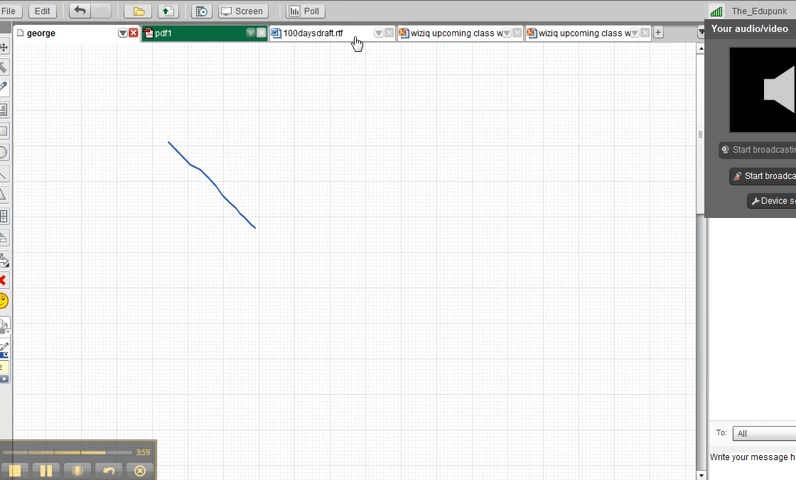 File Edit Screen Poll The_Edupunk
george pdf1 100daysdraft.rtf wiziq upcoming class w wiziq upcoming class w +
Your audio/video
Start broadcastin
Start broadca
Device s
3:59
To: All
Write your message h